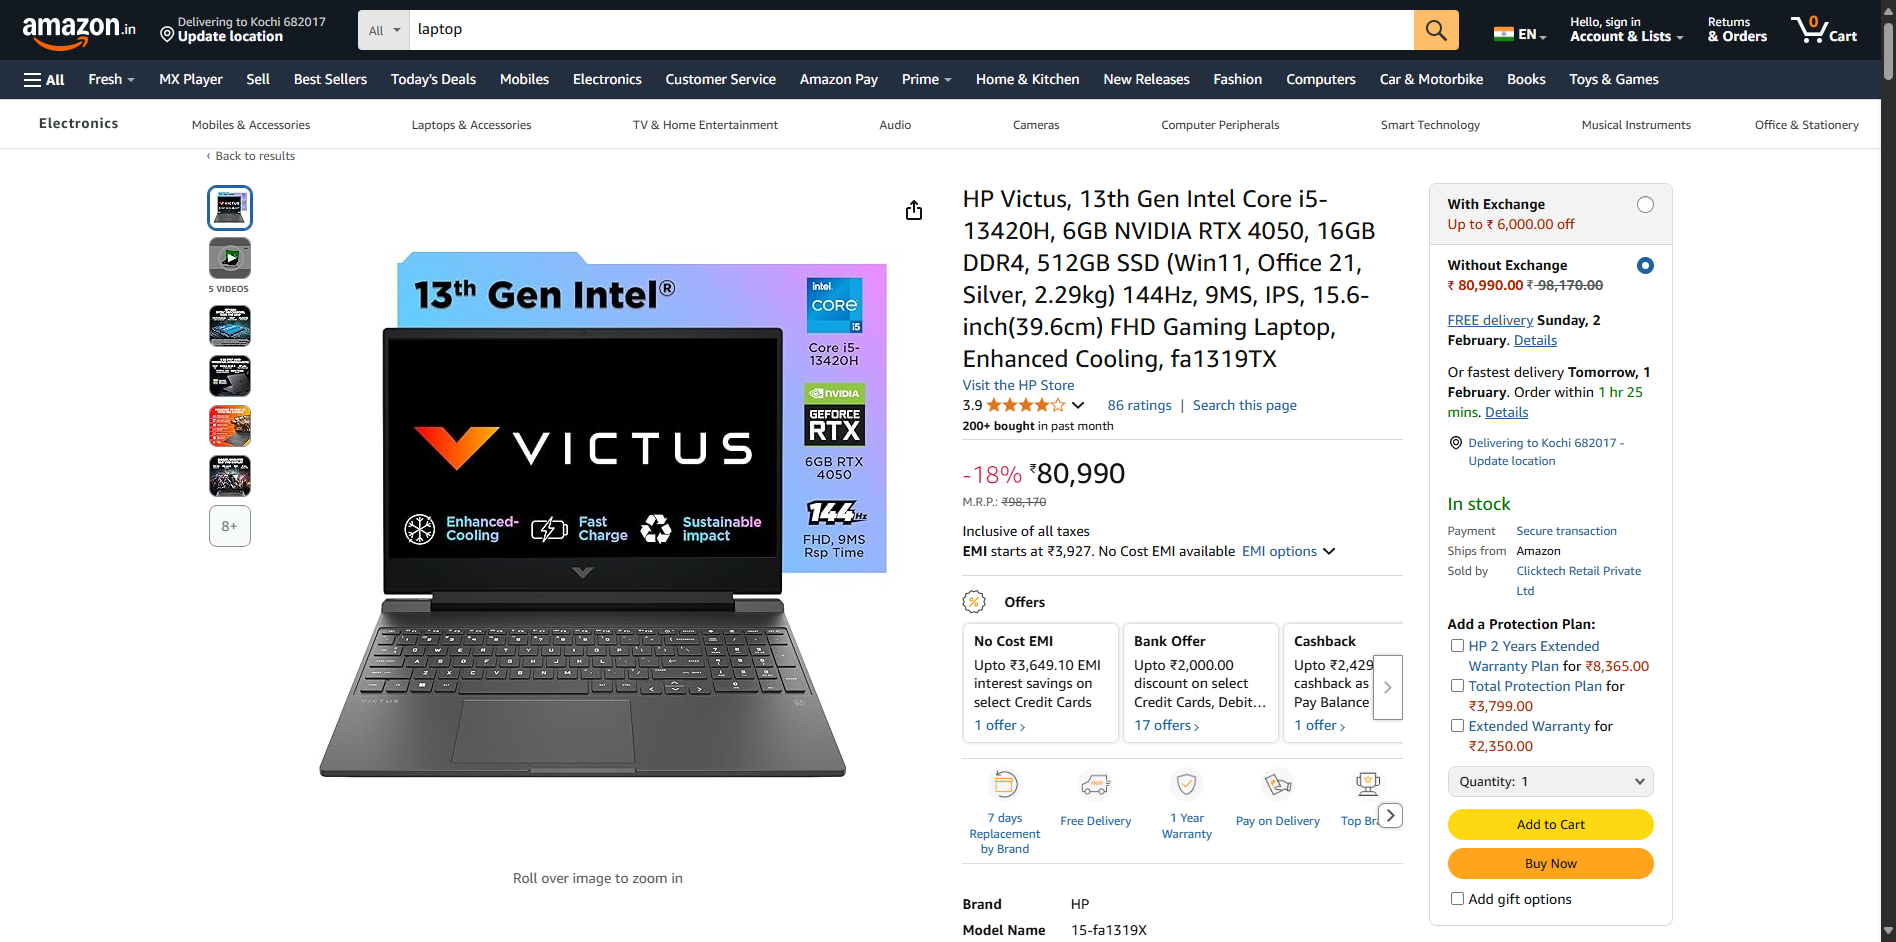 amazon.in
Delivering to Kochi 682017
Update location
All
laptop
EN
Hello, sign in
Account & Lists
Returns
& Orders
0
Cart
All
Fresh
MX Player
Sell
Best Sellers
Today's Deals
Mobiles
Electronics
Customer Service
Amazon Pay
Prime
Home & Kitchen
New Releases
Fashion
Computers
Car & Motorbike
Books
Toys & Games
Electronics
Mobiles & Accessories
Laptops & Accessories
TV & Home Entertainment
Audio
Cameras
Computer Peripherals
Smart Technology
Musical Instruments
Office & Stationery
‹ Back to results
5 VIDEOS
8+
13th Gen Intel®
intel.
CORE
i5
Core i5-
13420H
NVIDIA
GEFORCE
RTX
6GB RTX
4050
144Hz
FHD, 9MS
Rsp Time
VICTUS
Enhanced-
Cooling
Fast
Charge
Sustainable
impact
VICTUS
Roll over image to zoom in
HP Victus, 13th Gen Intel Core i5-
13420H, 6GB NVIDIA RTX 4050, 16GB
DDR4, 512GB SSD (Win11, Office 21,
Silver, 2.29kg) 144Hz, 9MS, IPS, 15.6-
inch(39.6cm) FHD Gaming Laptop,
Enhanced Cooling, fa1319TX
Visit the HP Store
3.9
86 ratings | Search this page
200+ bought in past month
-18% ₹80,990
M.R.P.: ₹98,170
Inclusive of all taxes
EMI starts at ₹3,927. No Cost EMI available EMI options
Offers
No Cost EMI
Upto ₹3,649.10 EMI
interest savings on
select Credit Cards
1 offer ›
Bank Offer
Upto ₹2,000.00
discount on select
Credit Cards, Debit…
17 offers ›
Cashback
Upto ₹2,429
cashback as
Pay Balance
1 offer ›
7 days
Replacement
by Brand
Free Delivery
1 Year
Warranty
Pay on Delivery
Top Br
Brand HP
Model Name 15-fa1319X
With Exchange
Up to ₹ 6,000.00 off
Without Exchange
₹ 80,990.00 ₹ 98,170.00
FREE delivery Sunday, 2
February. Details
Or fastest delivery Tomorrow, 1
February. Order within 1 hr 25
mins. Details
Delivering to Kochi 682017 -
Update location
In stock
Payment Secure transaction
Ships from Amazon
Sold by Clicktech Retail Private
Ltd
Add a Protection Plan:
HP 2 Years Extended
Warranty Plan for ₹8,365.00
Total Protection Plan for
₹3,799.00
Extended Warranty for
₹2,350.00
Quantity: 1
Add to Cart
Buy Now
Add gift options